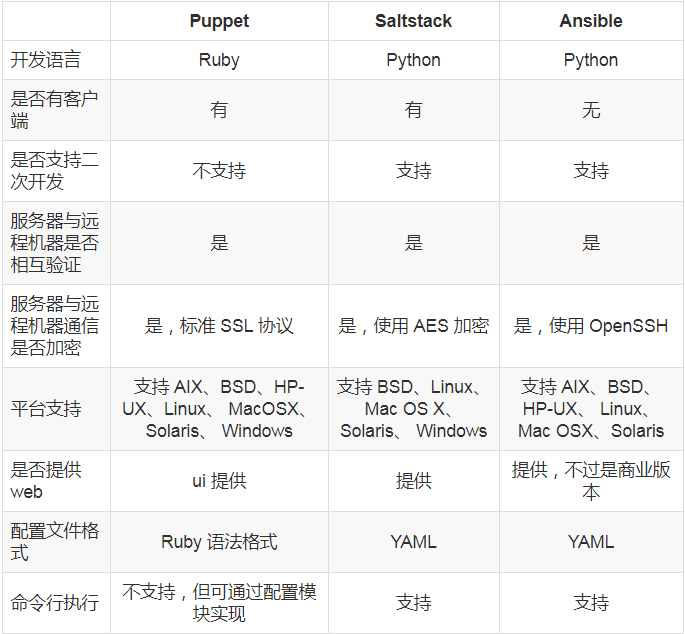 Puppet Saltstack Ansible
开发语言 Ruby Python Python
是否有客户
端 有 有 无
是否支持二
次开发 不支持 支持 支持
服务器与远
程机器是否
相互验证 是 是 是
服务器与远
程机器通信
是否加密 是，标准 SSL 协议 是，使用 AES 加密 是，使用 OpenSSH
平台支持
支持 AIX、BSD、HP-
UX、Linux、 MacOSX、
Solaris、 Windows
支持 BSD、Linux、
Mac OS X、
Solaris、 Windows
支持 AIX、BSD、
HP-UX、 Linux、
Mac OSX、Solaris
是否提供
web
ui 提供
提供
提供，不过是商业版
本
配置文件格
式
Ruby 语法格式
YAML
YAML
命令行执行
不支持，但可通过配置模
块实现
支持
支持